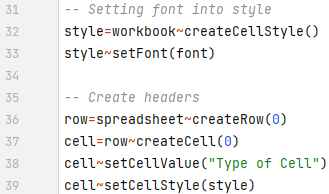 31 -- Setting font into style
32 style=workbook~createCellStyle()
33 style~setFont(font)
34
35 -- Create headers
36 row=spreadsheet~createRow(0)
37 cell=row~createCell(0)
38 cell~setCellValue("Type of Cell")
39 cell~setCellStyle(style)